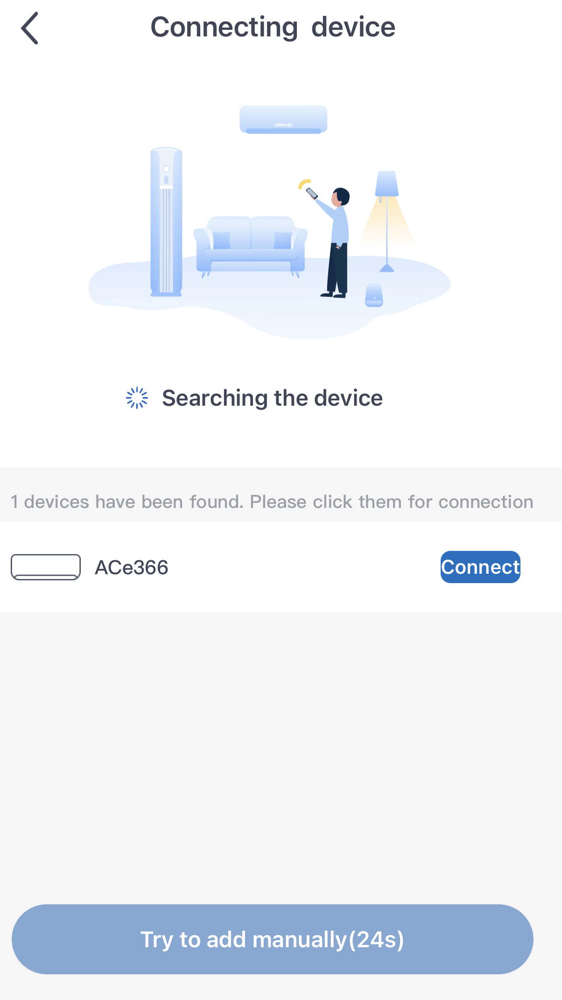 Connecting device
GREE
Searching the device
1 devices have been found. Please click them for connection
ACe366
Connect
Try to add manually(24s)